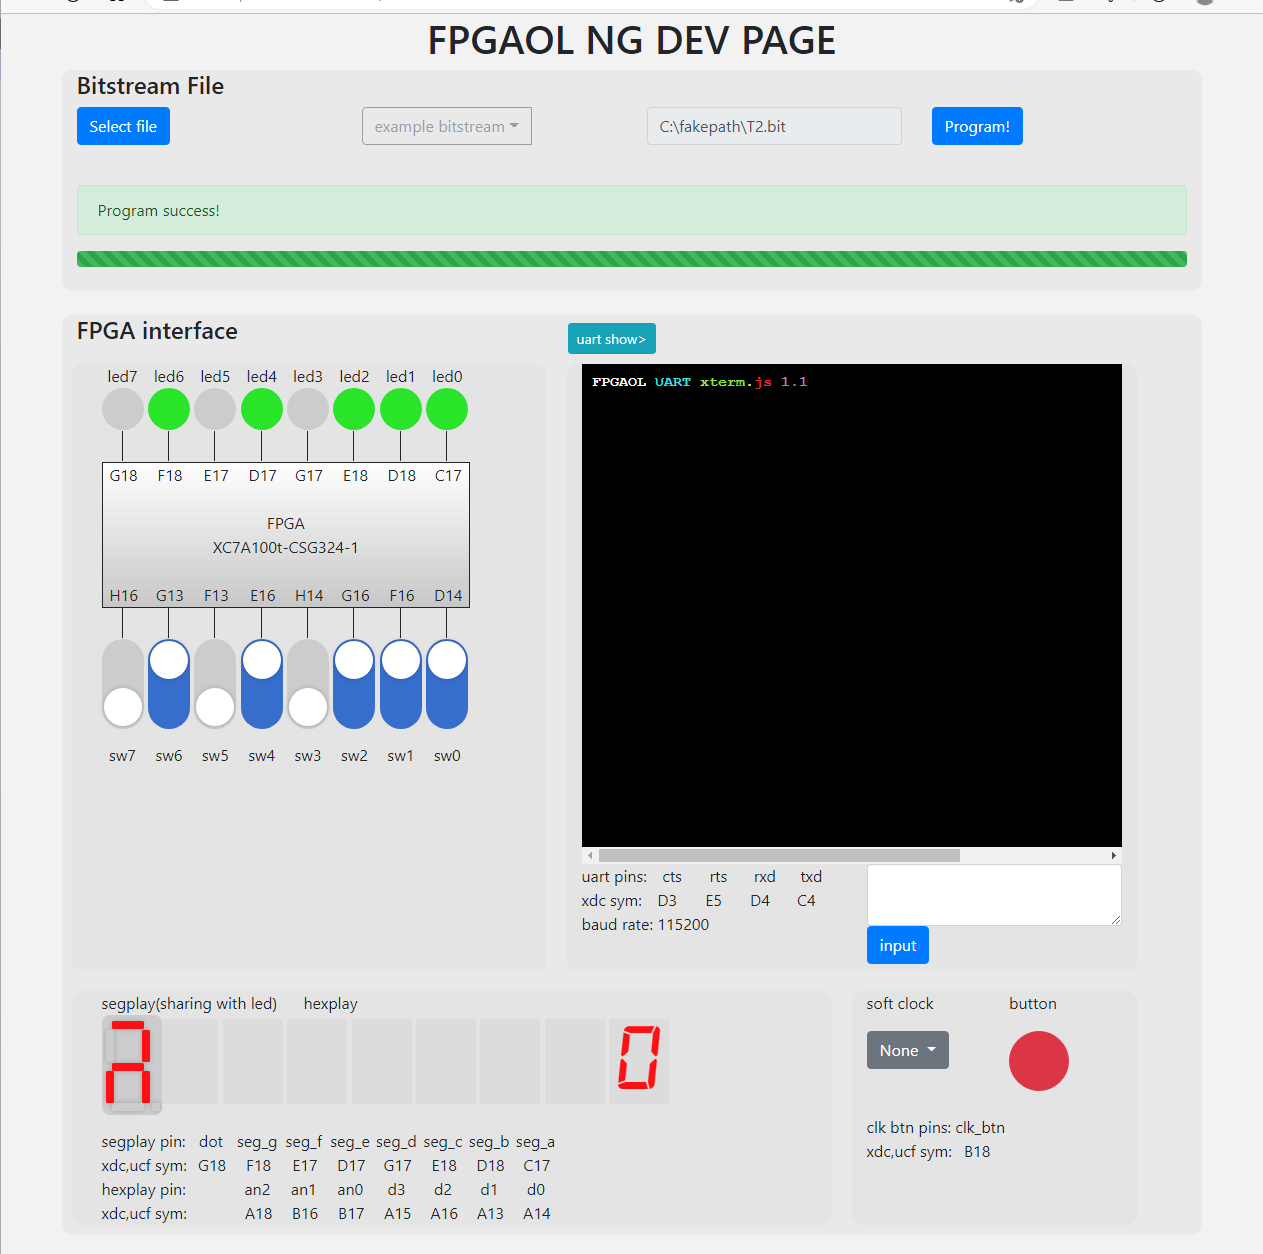 FPGAOL NG DEV PAGE
Bitstream File
Select file
example bitstream
C:\fakepath\T2.bit
Program!
Program success!
FPGA interface
uart show>
led7 led6 led5 led4 led3 led2 led1 led0
G18 F18 E17 D17 G17 E18 D18 C17
FPGA
XC7A100t-CSG324-1
H16 G13 F13 E16 H14 G16 F16 D14
sw7 sw6 sw5 sw4 sw3 sw2 sw1 sw0
FPGAOL UART xterm.js 1.1
uart pins: cts rts rxd txd
xdc sym: D3 E5 D4 C4
baud rate: 115200
input
segplay(sharing with led) hexplay
0
segplay pin: dot seg_g seg_f seg_e seg_d seg_c seg_b seg_a
xdc,ucf sym: G18 F18 E17 D17 G17 E18 D18 C17
hexplay pin: an2 an1 an0 d3 d2 d1 d0
xdc,ucf sym: A18 B16 B17 A15 A16 A13 A14
soft clock button
None
clk btn pins: clk_btn
xdc,ucf sym: B18